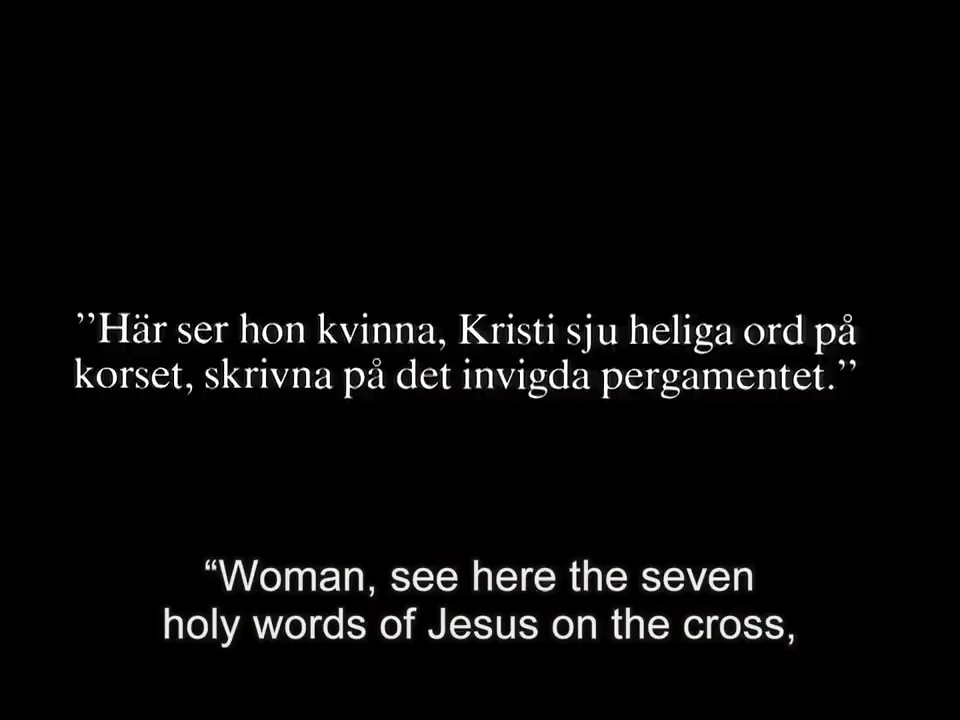 ”Här ser hon kvinna, Kristi sju heliga ord på
korset, skrivna på det invigda pergamentet.”
“Woman, see here the seven
holy words of Jesus on the cross,